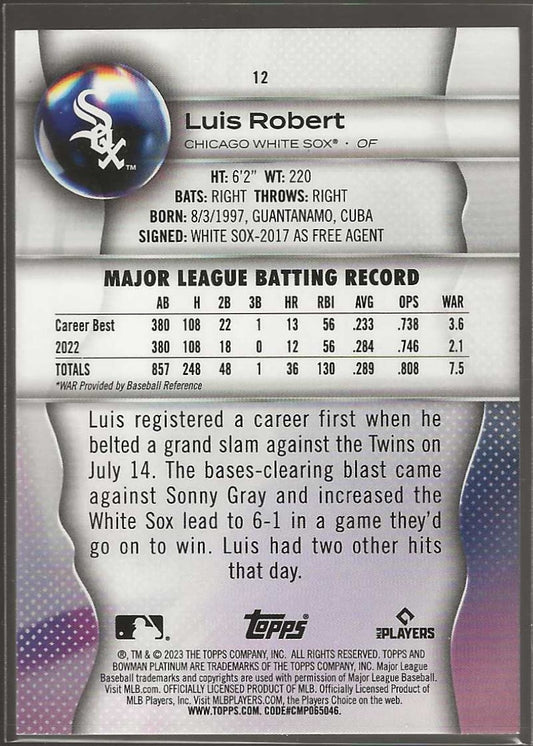 12
Sox
TM
Luis Robert
CHICAGO WHITE SOX® · OF
HT: 6'2" WT: 220
BATS: RIGHT THROWS: RIGHT
BORN: 8/3/1997, GUANTANAMO, CUBA
SIGNED: WHITE SOX-2017 AS FREE AGENT
MAJOR LEAGUE BATTING RECORD
AB H 2B 3B HR RBI AVG OPS WAR
Career Best 380 108 22 1 13 56 .233 .738 3.6
2022 380 108 18 0 12 56 .284 .746 2.1
TOTALS 857 248 48 1 36 130 .289 .808 7.5
*WAR Provided by Baseball Reference
Luis registered a career first when he
belted a grand slam against the Twins on
July 14. The bases-clearing blast came
against Sonny Gray and increased the
White Sox lead to 6-1 in a game they'd
go on to win. Luis had two other hits
that day.
TOPPS
MLB PLAYERS
®, TM & © 2023 THE TOPPS COMPANY, INC. ALL RIGHTS RESERVED. TOPPS AND
BOWMAN PLATINUM ARE TRADEMARKS OF THE TOPPS COMPANY, INC. Major League
Baseball trademarks and copyrights are used with permission of Major League Baseball.
Visit MLB.com. OFFICIALLY LICENSED PRODUCT OF MLB. Officially Licensed Product of
MLB Players, Inc. Visit MLBPLAYERS.com, the Players Choice on the web.
WWW.TOPPS.COM. CODE#CMP065046.